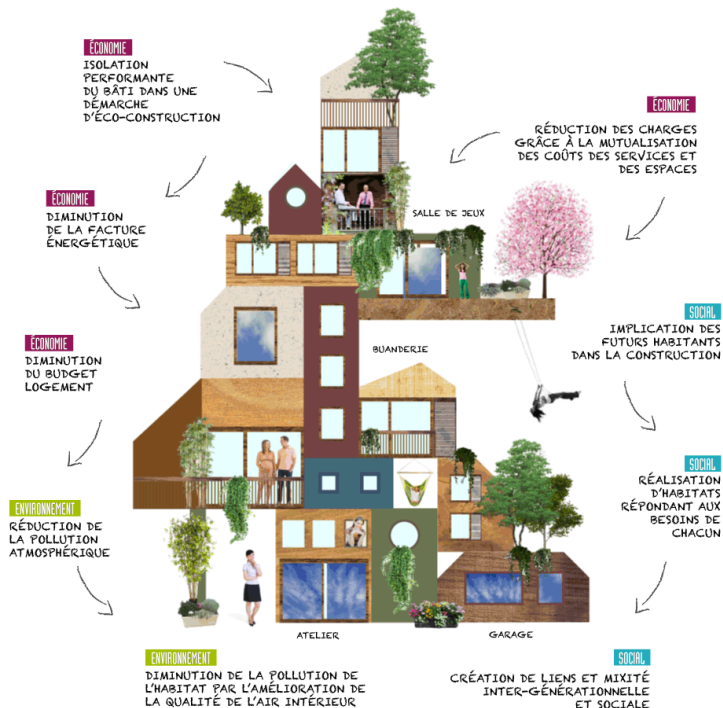 ÉCONOMIE
ISOLATION
PERFORMANTE
DU BÂTI DANS UNE
DÉMARCHE
D'ÉCO-CONSTRUCTION
ÉCONOMIE
DIMINUTION
DE LA FACTURE
ÉNERGÉTIQUE
ÉCONOMIE
DIMINUTION
DU BUDGET
LOGEMENT
ENVIRONNEMENT
RÉDUCTION DE
LA POLLUTION
ATMOSPHÉRIQUE
ENVIRONNEMENT
DIMINUTION DE LA POLLUTION DE
L'HABITAT PAR L'AMÉLIORATION DE
LA QUALITÉ DE L'AIR INTÉRIEUR
SALLE DE JEUX
BUANDERIE
ATELIER
GARAGE
ÉCONOMIE
RÉDUCTION DES CHARGES
GRÂCE À LA MUTUALISATION
DES COÛTS DES SERVICES ET
DES ESPACES
SOCIAL
IMPLICATION DES
FUTURS HABITANTS
DANS LA CONSTRUCTION
SOCIAL
RÉALISATION
D'HABITATS
RÉPONDANT AUX
BESOINS DE
CHACUN
SOCIAL
CRÉATION DE LIENS ET MIXITÉ
INTER-GÉNÉRATIONNELLE
ET SOCIALE